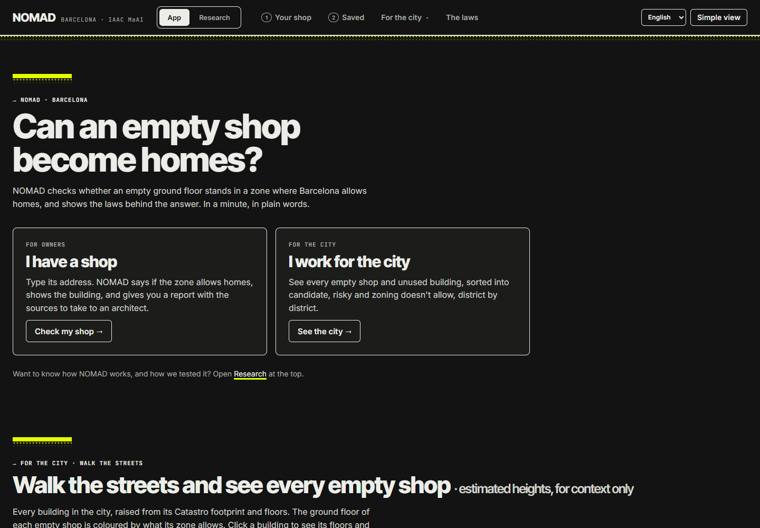 NOMAD BARCELONA · IAAC MaAI App Research 1 Your shop 2 Saved For the city The laws English Simple view
NOMAD · BARCELONA
Can an empty shop
become homes?
NOMAD checks whether an empty ground floor stands in a zone where Barcelona allows
homes, and shows the laws behind the answer. In a minute, in plain words.
FOR OWNERS
I have a shop
Type its address. NOMAD says if the zone allows homes,
shows the building, and gives you a report with the
sources to take to an architect.
Check my shop →
FOR THE CITY
I work for the city
See every empty shop and unused building, sorted into
candidate, risky and zoning doesn't allow, district by
district.
See the city →
Want to know how NOMAD works, and how we tested it? Open Research at the top.
FOR THE CITY · WALK THE STREETS
Walk the streets and see every empty shop · estimated heights, for context only
Every building in the city, raised from its Catastro footprint and floors. The ground floor of
each empty shop is coloured by what its zone allows. Click a building to see its floors and